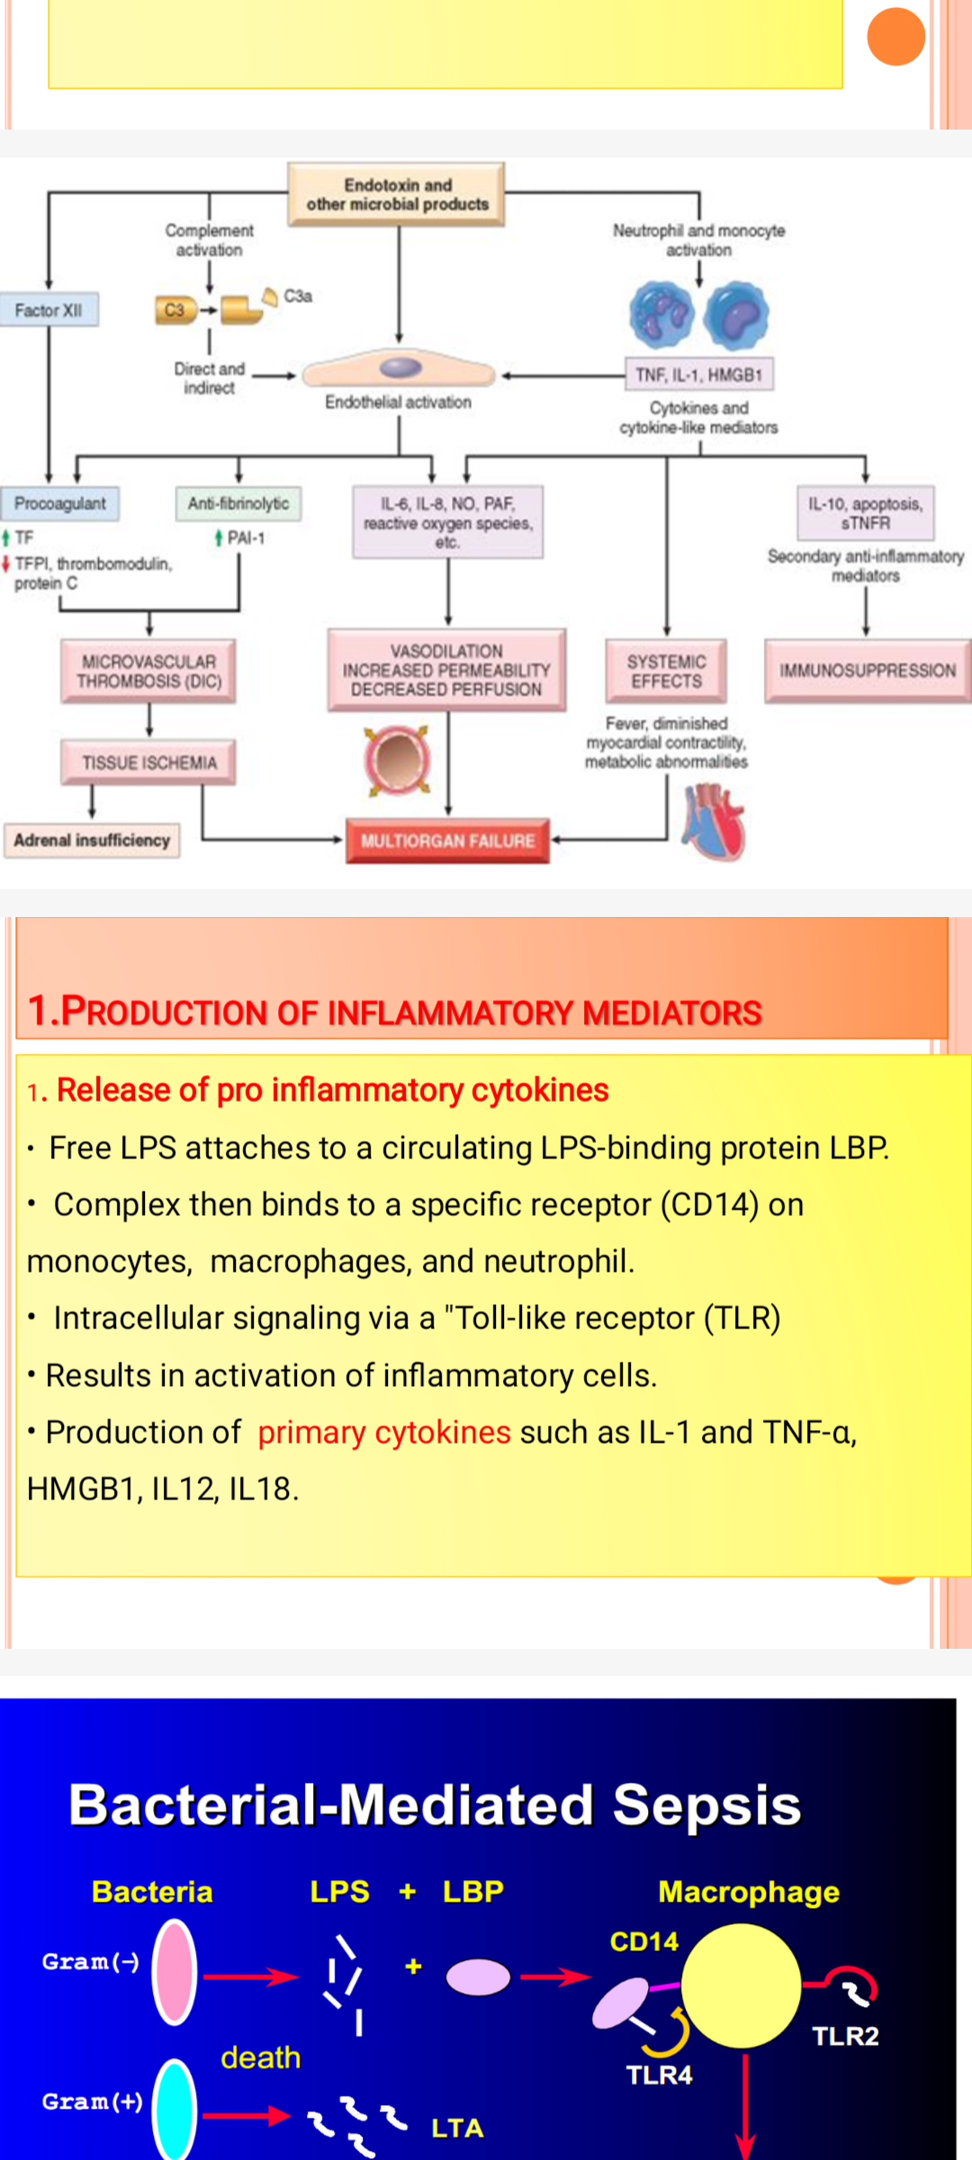 Endotoxin and
other microbial products
Complement
activation
Neutrophil and monocyte
activation
Factor XII
C3
C3a
Direct and
indirect
TNF, IL-1, HMGB1
Endothelial activation
Cytokines and
cytokine-like mediators
Procoagulant
Anti-fibrinolytic
IL-6, IL-8, NO, PAF,
reactive oxygen species,
etc.
IL-10, apoptosis,
sTNFR
↑ TF
↓ TFPI, thrombomodulin,
protein C
↑ PAI-1
Secondary anti-inflammatory
mediators
MICROVASCULAR
THROMBOSIS (DIC)
VASODILATION
INCREASED PERMEABILITY
DECREASED PERFUSION
SYSTEMIC
EFFECTS
IMMUNOSUPPRESSION
Fever, diminished
myocardial contractility,
metabolic abnormalities
TISSUE ISCHEMIA
Adrenal insufficiency
MULTIORGAN FAILURE
1.PRODUCTION OF INFLAMMATORY MEDIATORS
1. Release of pro inflammatory cytokines
• Free LPS attaches to a circulating LPS-binding protein LBP.
• Complex then binds to a specific receptor (CD14) on
monocytes, macrophages, and neutrophil.
• Intracellular signaling via a "Toll-like receptor (TLR)
• Results in activation of inflammatory cells.
• Production of primary cytokines such as IL-1 and TNF-α,
HMGB1, IL12, IL18.
Bacterial-Mediated Sepsis
Bacteria LPS + LBP Macrophage
CD14
Gram(-)
+
TLR2
TLR4
death
Gram(+)
LTA